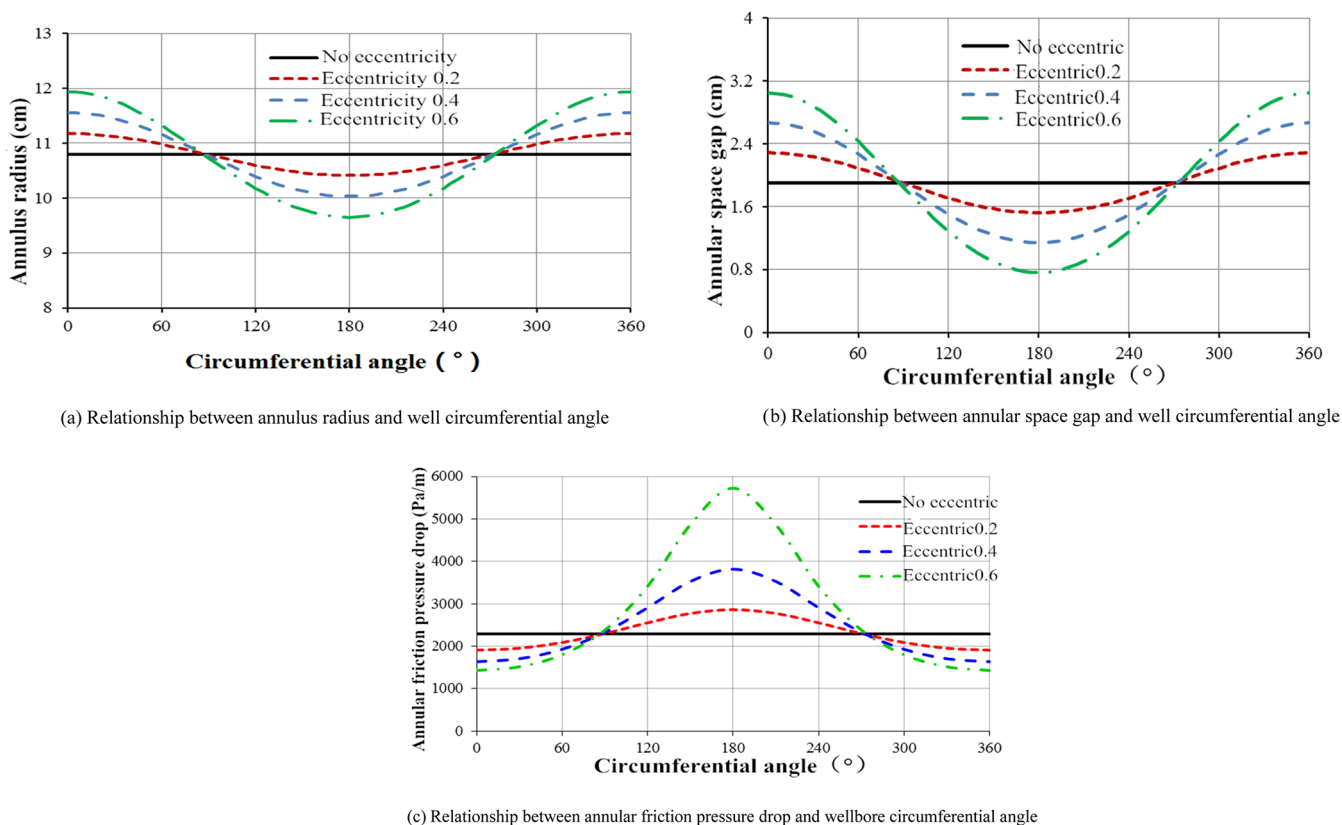 13
12
11
10
9
8
Annulus radius (cm)
No eccentricity
Eccentricity 0.2
Eccentricity 0.4
Eccentricity 0.6
0 60 120 180 240 300 360
Circumferential angle (°)
(a) Relationship between annulus radius and well circumferential angle
4
3.2
2.4
1.6
0.8
0
Annular space gap (cm)
No eccentric
Eccentric0.2
Eccentric0.4
Eccentric0.6
0 60 120 180 240 300 360
Circumferential angle (°)
(b) Relationship between annular space gap and well circumferential angle
6000
5000
4000
3000
2000
1000
0
Annular friction pressure drop (Pa/m)
No eccentric
Eccentric0.2
Eccentric0.4
Eccentric0.6
0 60 120 180 240 300 360
Circumferential angle (°)
(c) Relationship between annular friction pressure drop and wellbore circumferential angle